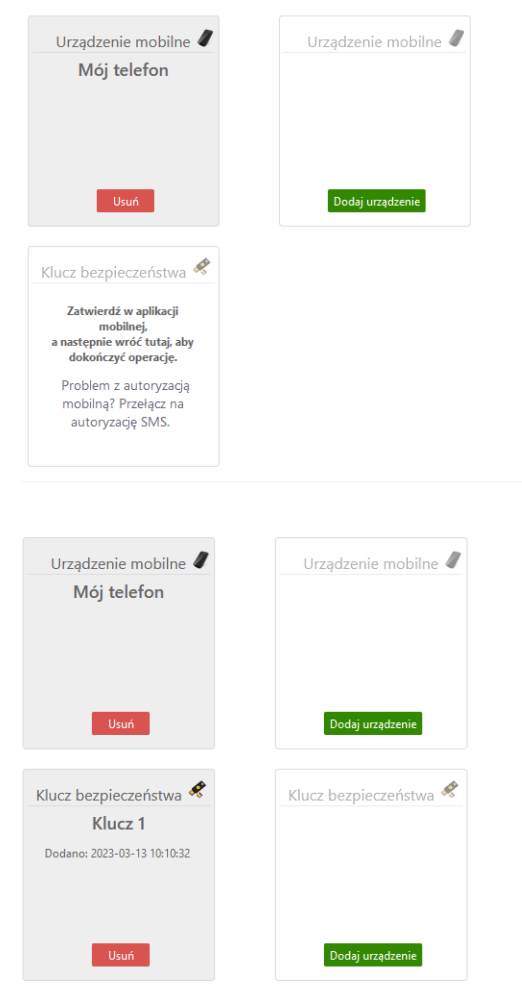 Urządzenie mobilne
Mój telefon
Usuń
Urządzenie mobilne
Dodaj urządzenie
Klucz bezpieczeństwa
Zatwierdź w aplikacji
mobilnej,
a następnie wróć tutaj, aby
dokończyć operację.
Problem z autoryzacją
mobilną? Przełącz na
autoryzację SMS.
Urządzenie mobilne
Mój telefon
Usuń
Urządzenie mobilne
Dodaj urządzenie
Klucz bezpieczeństwa
Klucz 1
Dodano: 2023-03-13 10:10:32
Usuń
Klucz bezpieczeństwa
Dodaj urządzenie